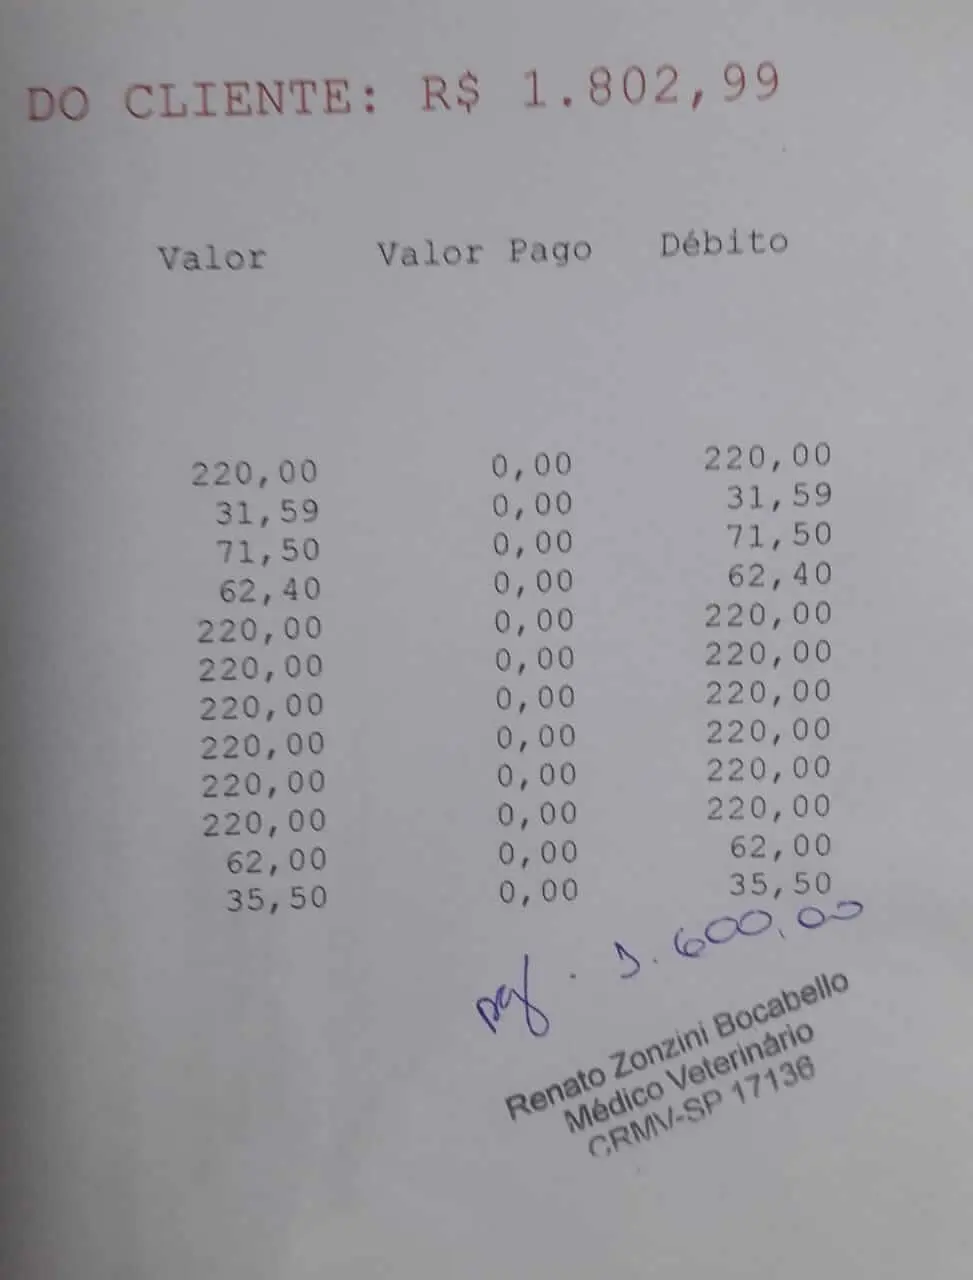 DO CLIENTE: R$ 1.802,99
Valor Valor Pago Débito
220,00 0,00 220,00
31,59 0,00 31,59
71,50 0,00 71,50
62,40 0,00 62,40
220,00 0,00 220,00
220,00 0,00 220,00
220,00 0,00 220,00
220,00 0,00 220,00
220,00 0,00 220,00
220,00 0,00 220,00
62,00 0,00 62,00
35,50 0,00 35,50
1.600,00
Renato Zonzini Bocabello
Médico Veterinário
CRMV-SP 17136